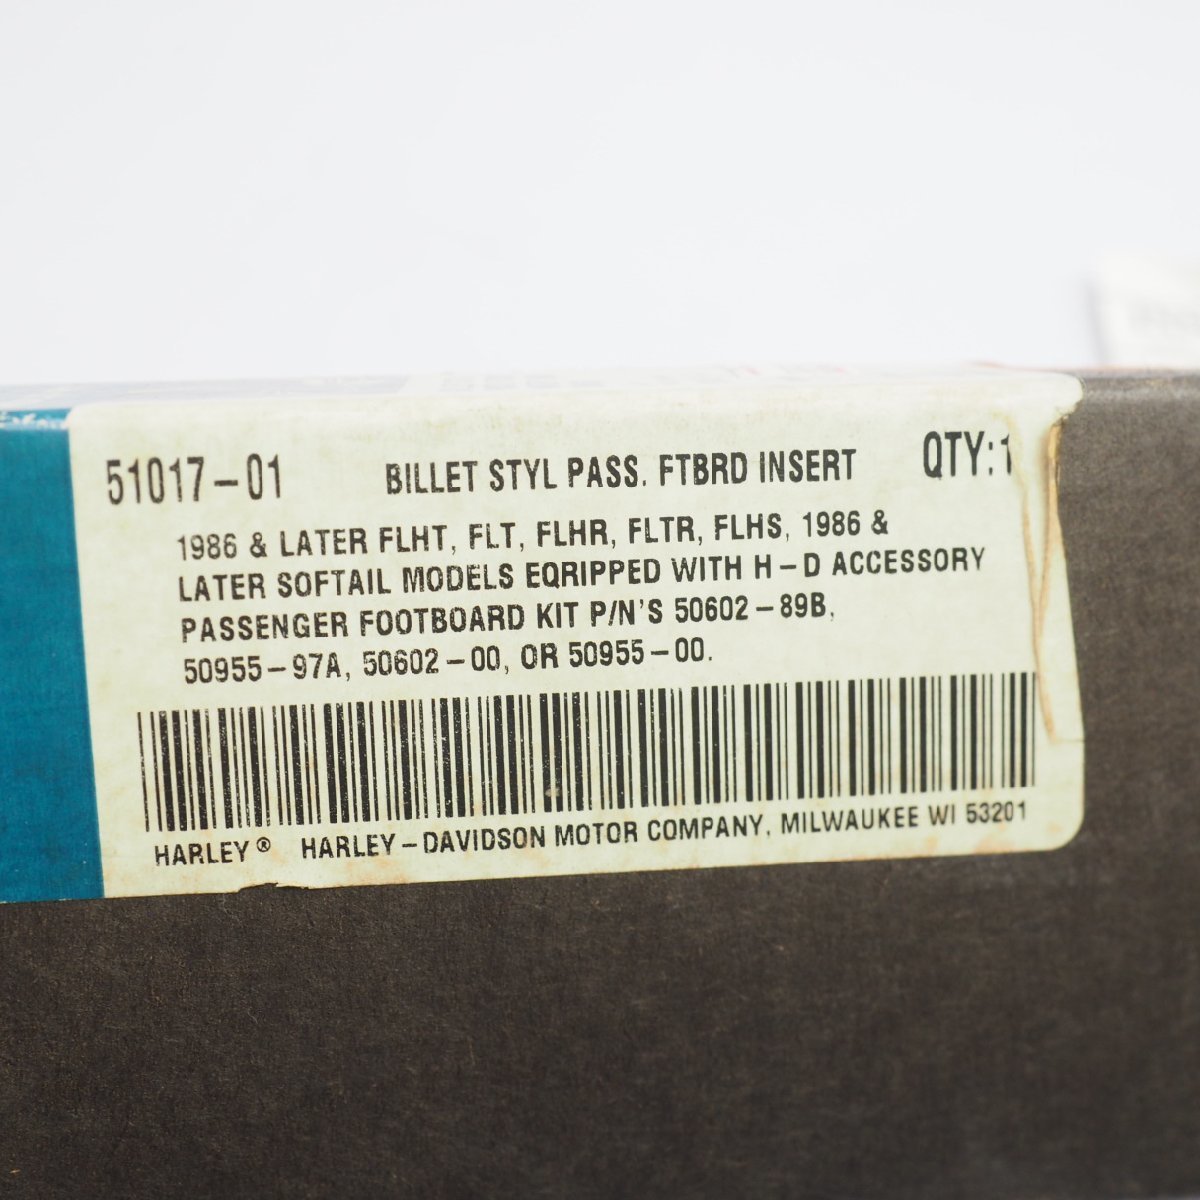 51017-01 BILLET STYL PASS. FTBRD INSERT QTY:1
1986 & LATER FLHT, FLT, FLHR, FLTR, FLHS, 1986 &
LATER SOFTAIL MODELS EQRIPPED WITH H-D ACCESSORY
PASSENGER FOOTBOARD KIT P/N'S 50602-89B,
50955-97A, 50602-00, OR 50955-00.
HARLEY® HARLEY-DAVIDSON MOTOR COMPANY, MILWAUKEE WI 53201